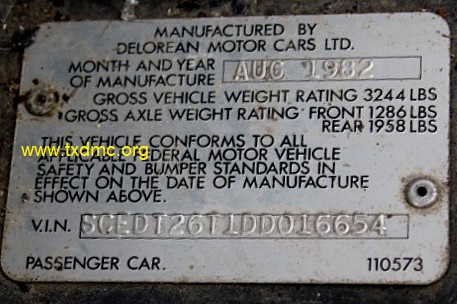 MANUFACTURED BY
DELOREAN MOTOR CARS LTD.
MONTH AND YEAR
OF MANUFACTURE AUG 1982
GROSS VEHICLE WEIGHT RATING 3244 LBS
GROSS AXLE WEIGHT RATING FRONT 1286 LBS
REAR 1958 LBS
THIS VEHICLE CONFORMS TO ALL
www.txdmc.org
APPLICABLE FEDERAL MOTOR VEHICLE
SAFETY AND BUMPER STANDARDS IN
EFFECT ON THE DATE OF MANUFACTURE
SHOWN ABOVE.
V.I.N. SCEDT26T1DD016654
PASSENGER CAR. 110573